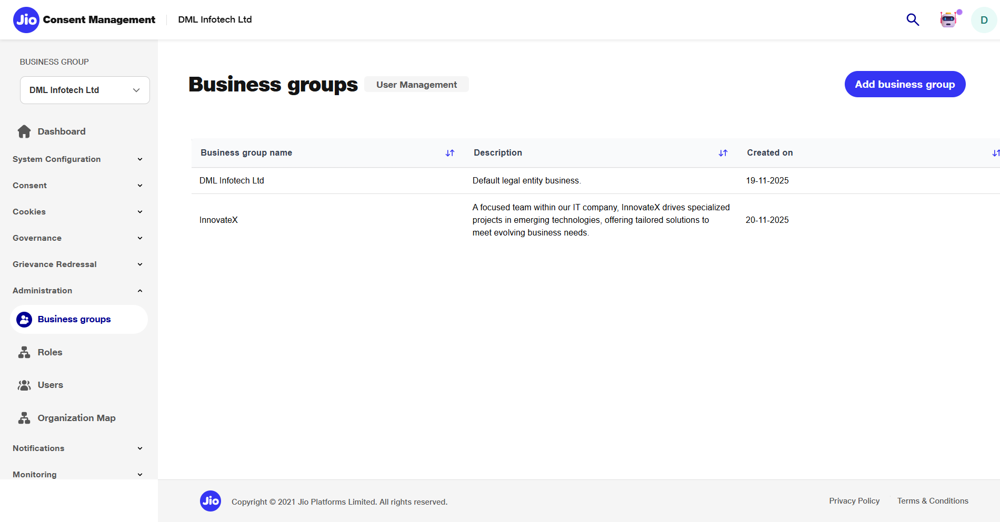 Jio Consent Management
DML Infotech Ltd
D
BUSINESS GROUP
DML Infotech Ltd
Dashboard
System Configuration
Consent
Cookies
Governance
Grievance Redressal
Administration
Business groups
Roles
Users
Organization Map
Notifications
Monitoring
Business groups
User Management
Add business group
Business group name
Description
Created on
DML Infotech Ltd
Default legal entity business.
19-11-2025
InnovateX
A focused team within our IT company, InnovateX drives specialized
projects in emerging technologies, offering tailored solutions to
meet evolving business needs.
20-11-2025
Jio
Copyright © 2021 Jio Platforms Limited. All rights reserved.
Privacy Policy
Terms & Conditions